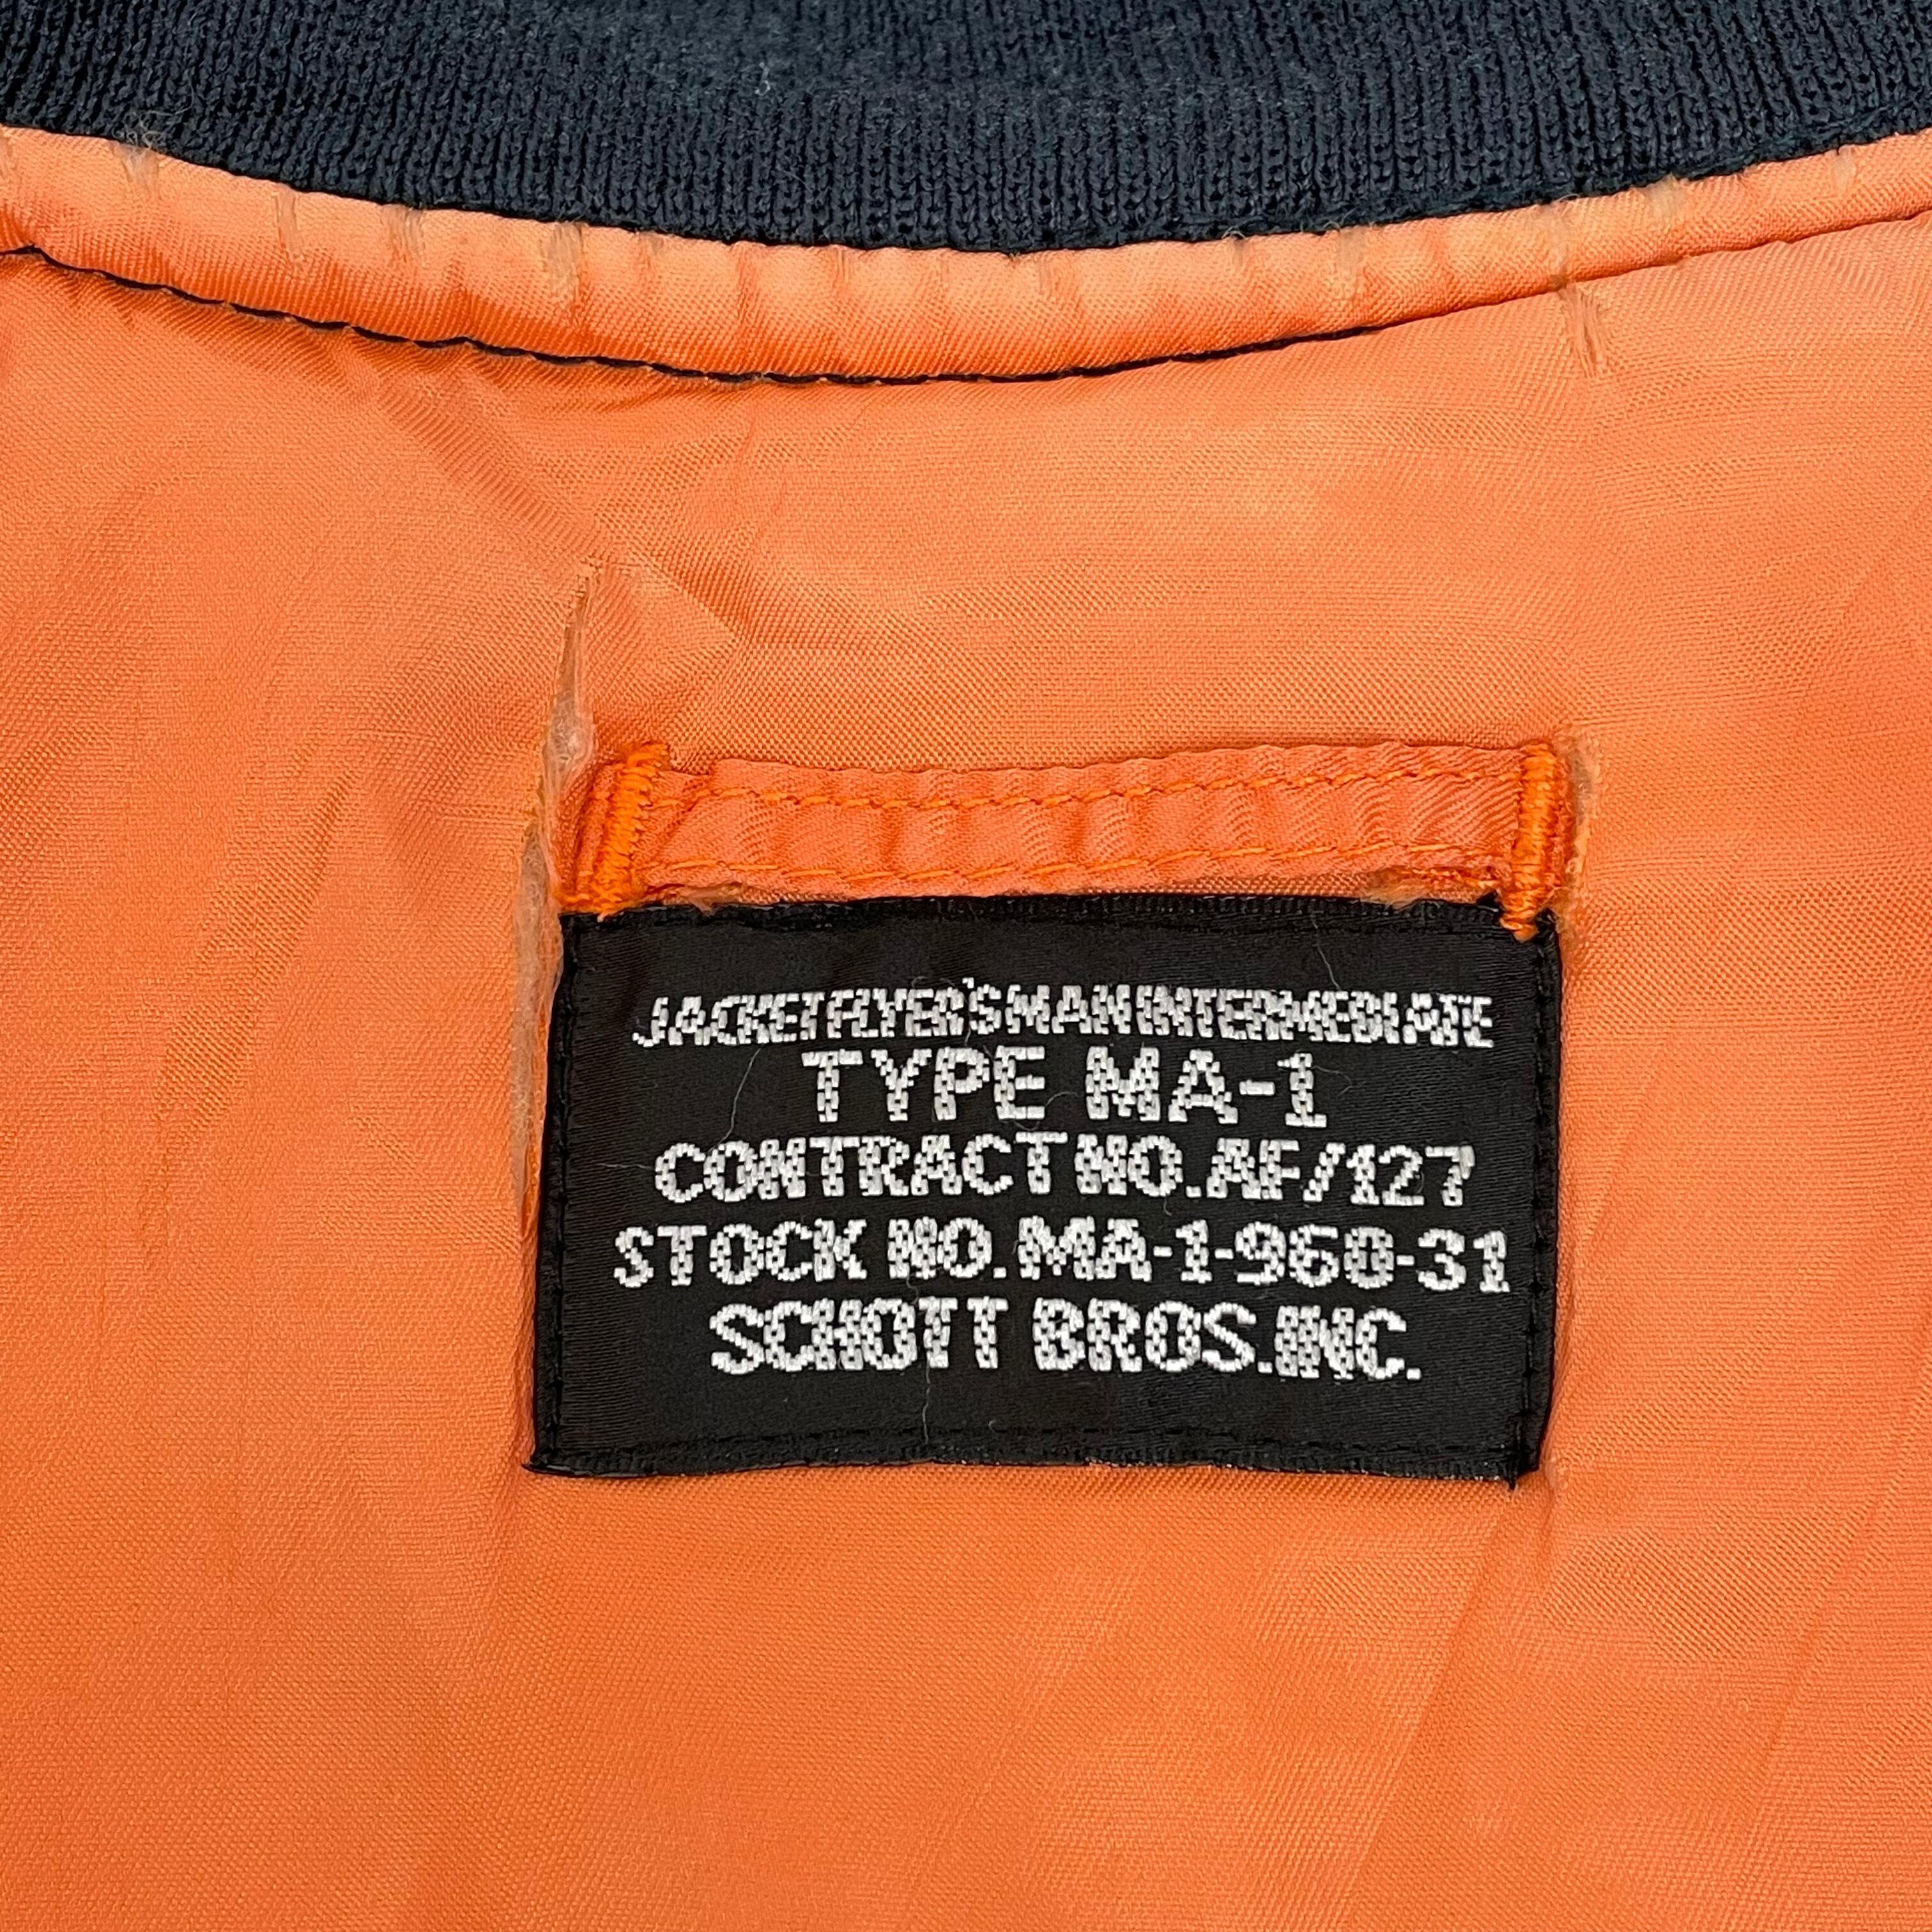 JACKET FLYER'S MAN INTERMEDIATE
TYPE MA-1
CONTRACT NO. AF/127
STOCK NO. MA-1-960-31
SCHOTT BROS. INC.